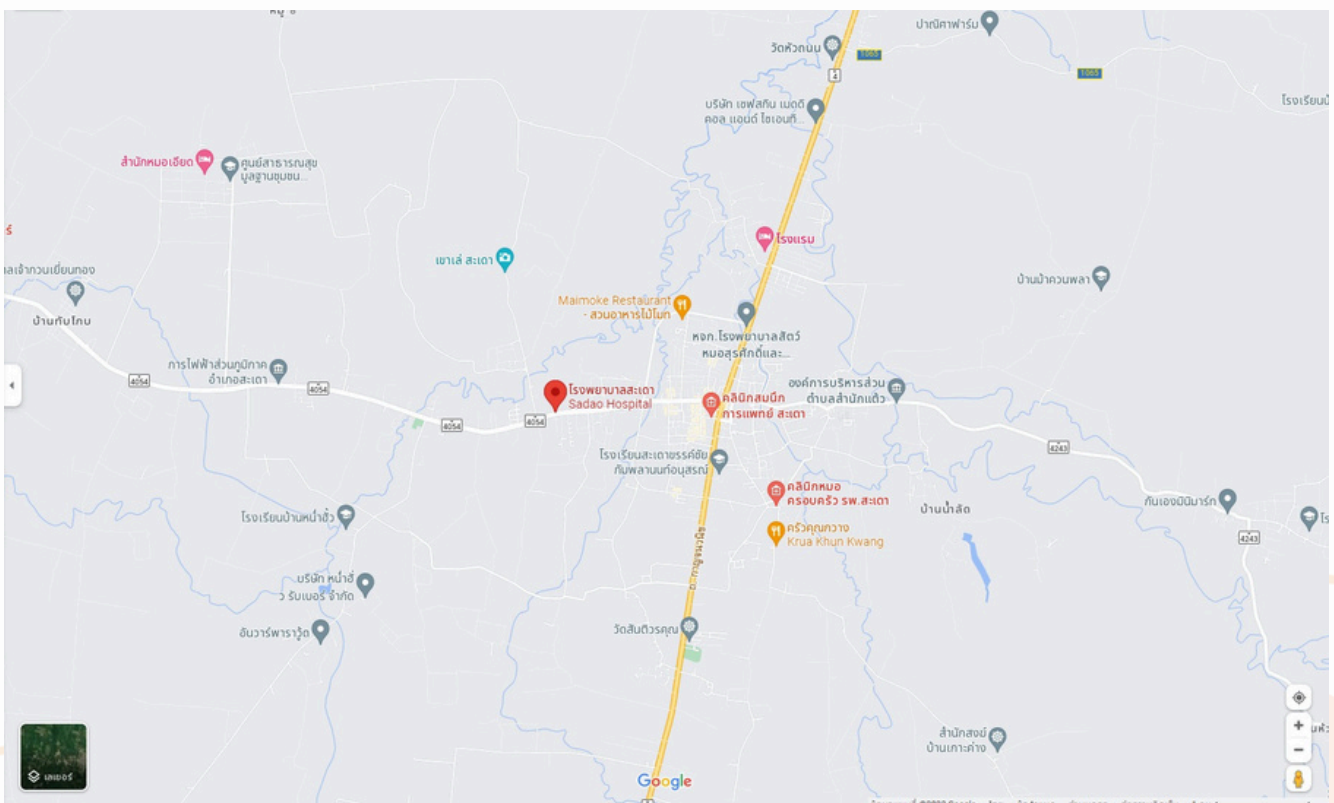 ปาณิศาฟาร์ม
วัดหัวถนน
1065
4
1065
บริษัท เซฟสกิน เมดดิ
คอล แอนด์ ไซเอนทิ...
สำนักหมอเอียด
ศูนย์สาธารณสุข
มูลฐานชุมชน...
โรงแรม
เขาเล่ สะเดา
บ้านม้าควนพลา
บ้านทับโกบ
Maimoke Restaurant
- สวนอาหารไม้โมก
หจก.โรงพยาบาลสัตว์
หมอสุรศักดิ์และ...
การไฟฟ้าส่วนภูมิภาค
อำเภอสะเดา
4054
4054
โรงพยาบาลสะเดา
Sadao Hospital
องค์การบริหารส่วน
ตำบลสำนักแต้ว
คลินิกสมนึก
การแพทย์ สะเดา
4054
4054
4243
โรงเรียนสะเดาขรรค์ชัย
กัมพลานนท์อนุสรณ์
คลินิกหมอ
ครอบครัว รพ.สะเดา
บ้านน้ำลัด
กันเองมินิมาร์ท
โรงเรียนบ้านหน่ำฮั่ว
ครัวคุณกวาง
Krua Khun Kwang
4243
ถ. กาญจนวนิช
บริษัท หน่ำฮั่
ว รับเบอร์ จำกัด
อันวาร์พาราวู้ด
วัดสันติวรคุณ
สำนักสงฆ์
บ้านเกาะค่าง
เลเยอร์
Google